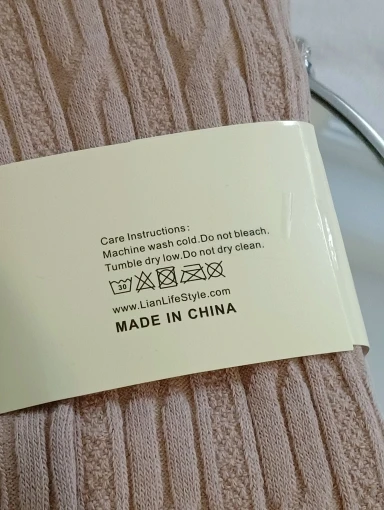 Care Instructions:
Machine wash cold.Do not bleach.
Tumble dry low.Do not dry clean.
30
www.LianLifeStyle.com
MADE IN CHINA